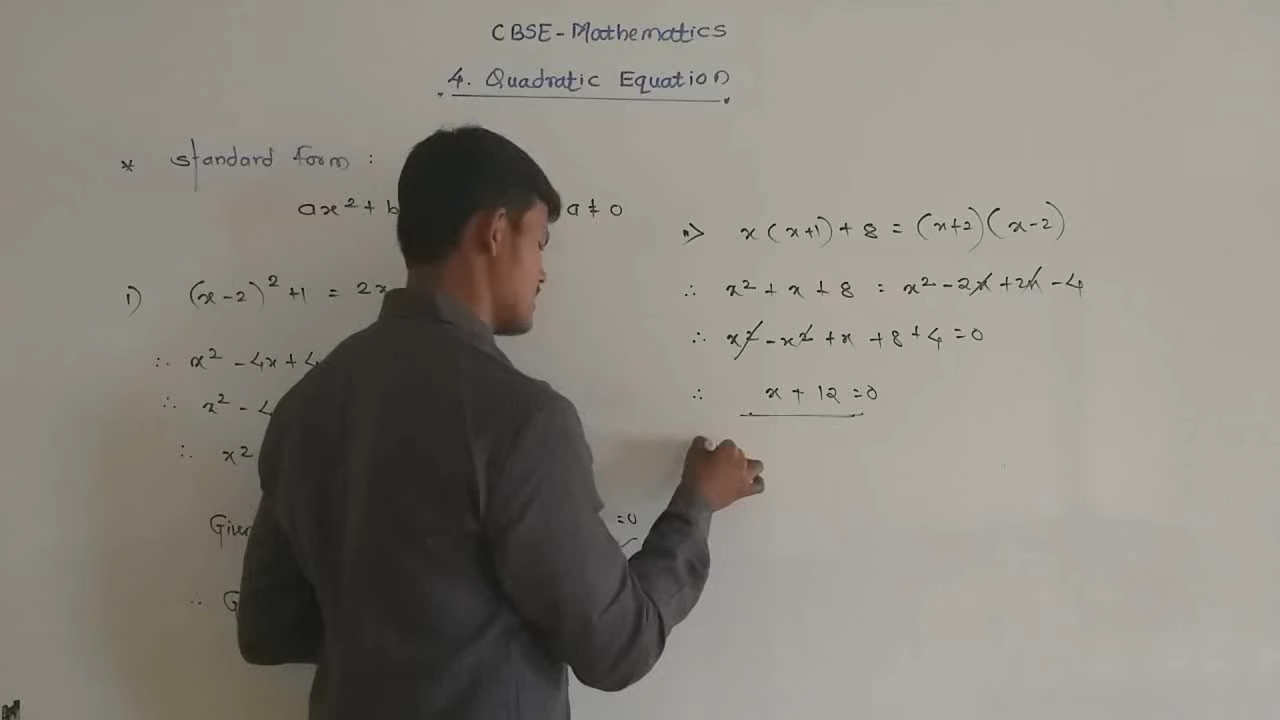 CBSE-Mathematics
4. Quadratic Equation
* Standard form :
ax² + b a ≠ 0
1) (x-2)² +1 = 2x
∴ x² - 4x + 4
∴ x² - 4
∴ x²
Given =0
∴ G
ii> x(x+1)+8 = (x+2)(x-2)
∴ x² + x + 8 = x² - 2x + 2x - 4
∴ x² - x² + x + 8 + 4 = 0
∴ x + 12 = 0